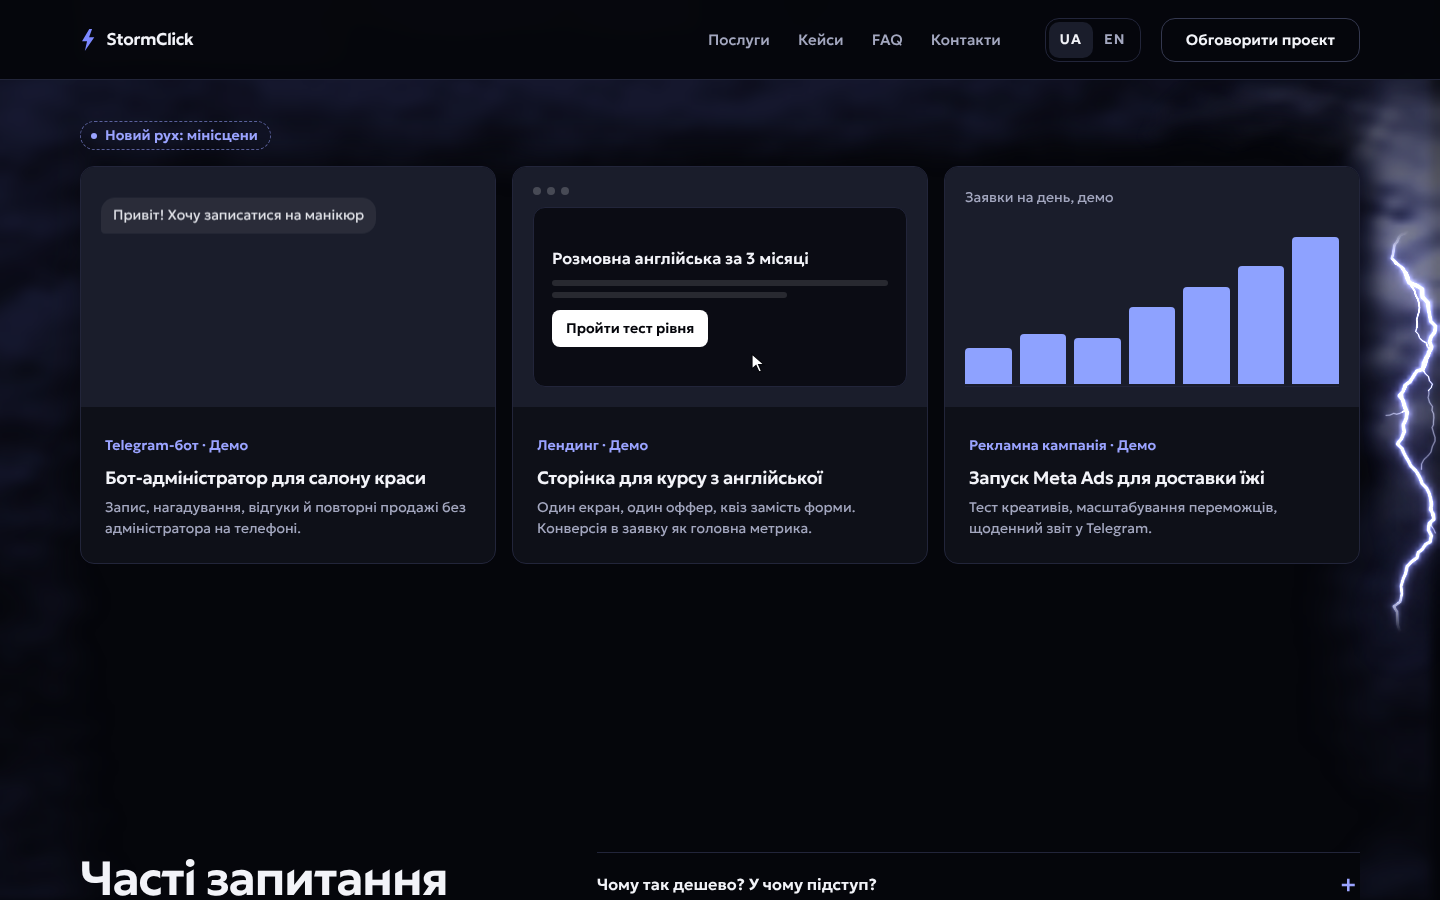 StormClick
Послуги
Кейси
FAQ
Контакти
UA
EN
Обговорити проєкт
Новий рух: мінісцени
Привіт! Хочу записатися на манікюр
Розмовна англійська за 3 місяці
Пройти тест рівня
Заявки на день, демо
Telegram-бот · Демо
Бот-адміністратор для салону краси
Запис, нагадування, відгуки й повторні продажі без
адміністратора на телефоні.
Лендинг · Демо
Сторінка для курсу з англійської
Один екран, один оффер, квіз замість форми.
Конверсія в заявку як головна метрика.
Рекламна кампанія · Демо
Запуск Meta Ads для доставки їжі
Тест креативів, масштабування переможців,
щоденний звіт у Telegram.
Часті запитання
Чому так дешево? У чому підступ?